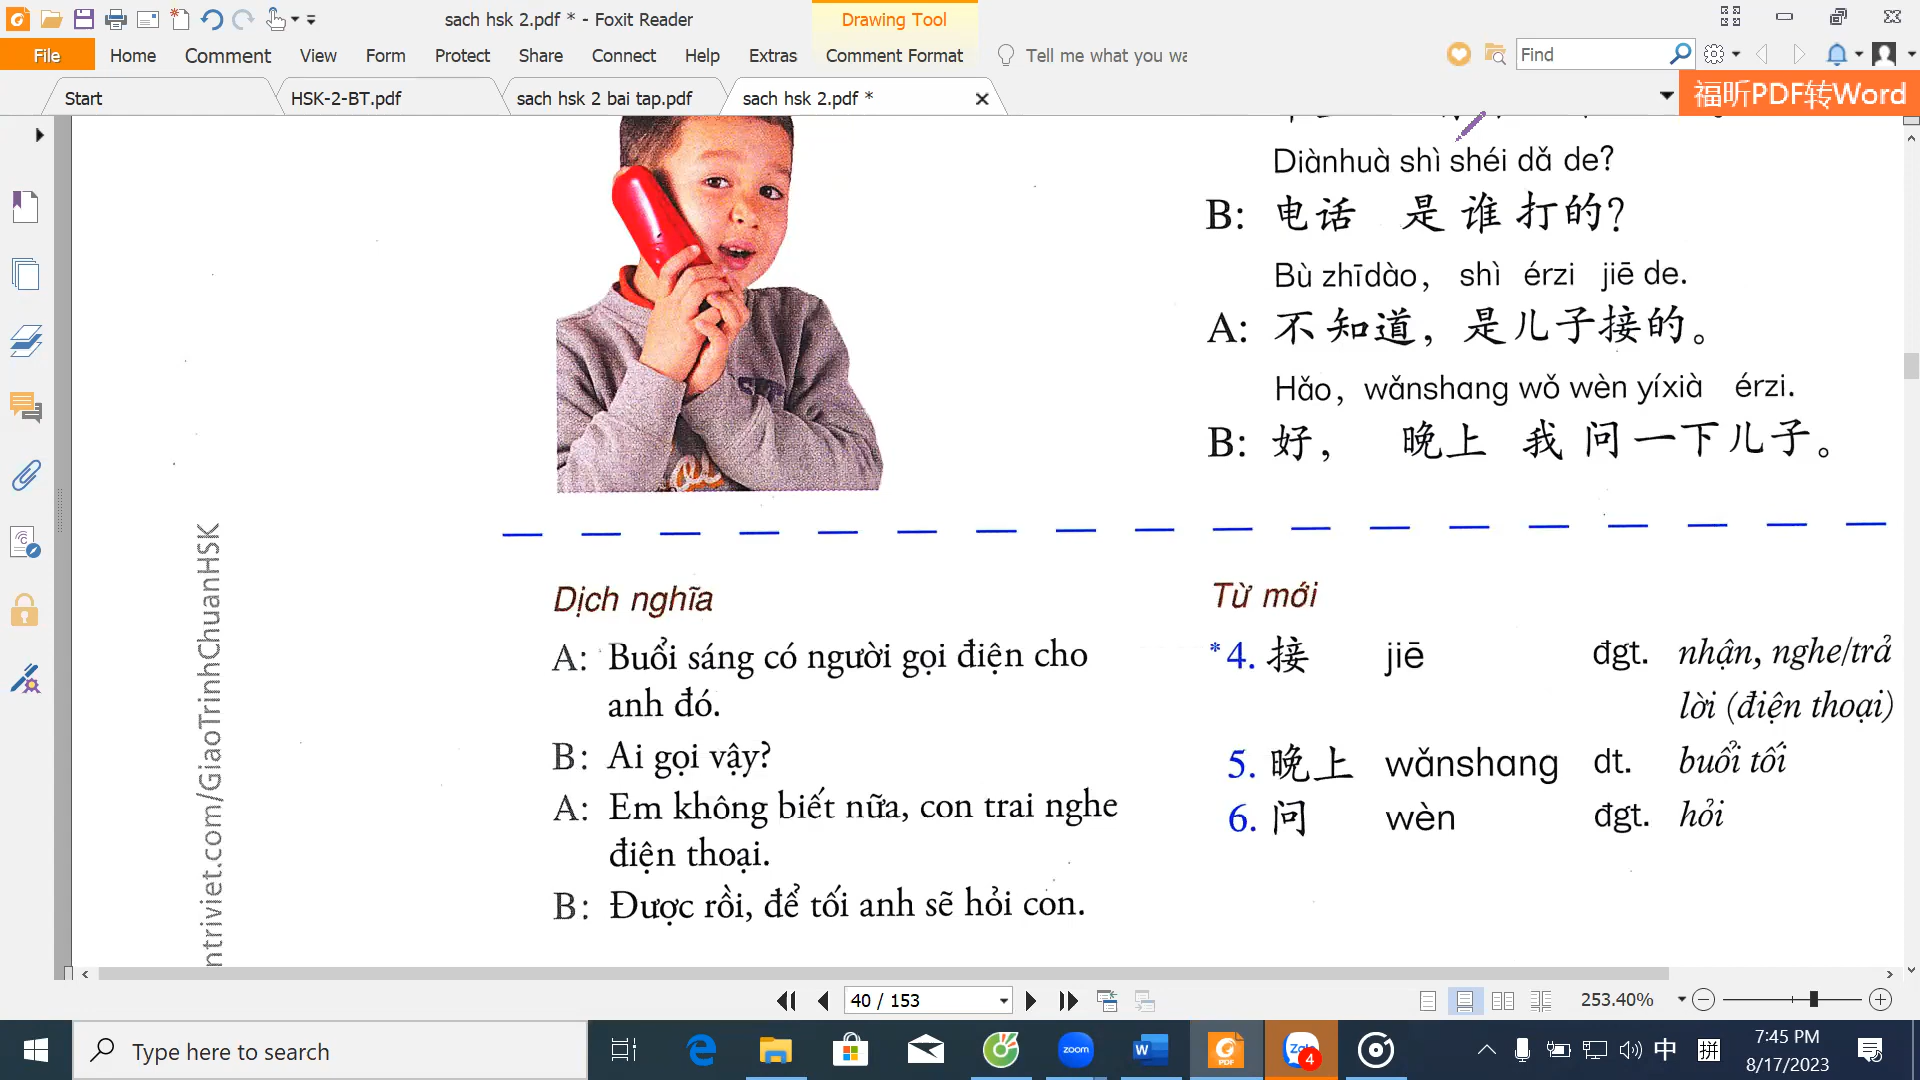 sach hsk 2.pdf * - Foxit Reader
Drawing Tool
File Home Comment View Form Protect Share Connect Help Extras Comment Format Tell me what you wa Find
Start HSK-2-BT.pdf sach hsk 2 bai tap.pdf sach hsk 2.pdf * 福昕PDF转Word
Diànhuà shì shéi dǎ de?
B: 电话 是谁打的?
Bù zhīdào, shì érzi jiē de.
A: 不知道, 是儿子接的。
Hǎo, wǎnshang wǒ wèn yíxià érzi.
B: 好, 晚上 我 问一下儿子。
ntriviet.com/GiaoTrinhChuanHSK
Dịch nghĩa
A: Buổi sáng có người gọi điện cho
anh đó.
B: Ai gọi vậy?
A: Em không biết nữa, con trai nghe
điện thoại.
B: Được rồi, để tối anh sẽ hỏi con.
Từ mới
*4. 接 jiē đgt. nhận, nghe/trả
lời (điện thoại)
5. 晚上 wǎnshang dt. buổi tối
6. 问 wèn đgt. hỏi
40 / 153
253.40%
Type here to search
zoom
W
PDF
Zalo
4
中
拼
7:45 PM
8/17/2023